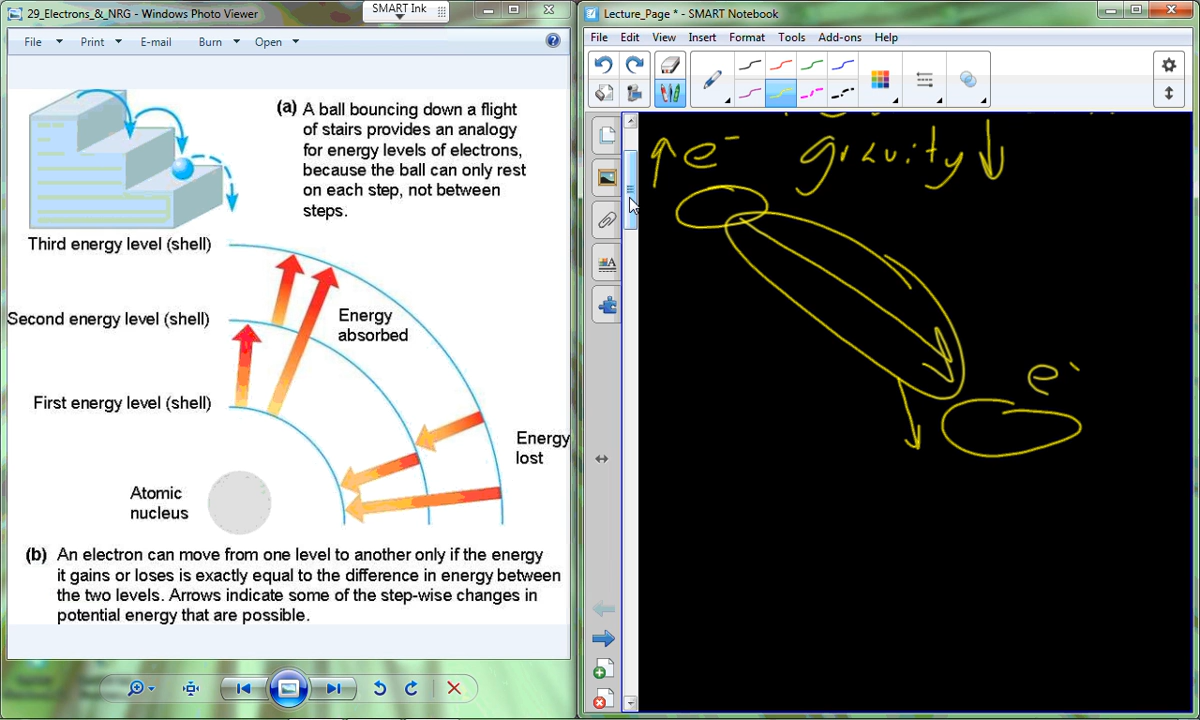 29_Electrons_&_NRG - Windows Photo Viewer
SMART Ink
File Print E-mail Burn Open
(a) A ball bouncing down a flight
of stairs provides an analogy
for energy levels of electrons,
because the ball can only rest
on each step, not between
steps.
Third energy level (shell)
Second energy level (shell)
Energy
absorbed
First energy level (shell)
Energy
lost
Atomic
nucleus
(b) An electron can move from one level to another only if the energy
it gains or loses is exactly equal to the difference in energy between
the two levels. Arrows indicate some of the step-wise changes in
potential energy that are possible.
Lecture_Page * - SMART Notebook
File Edit View Insert Format Tools Add-ons Help
↑ e⁻ gravity ↓
e⁻